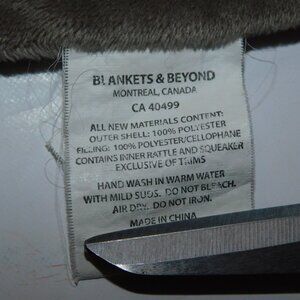 BLANKETS & BEYOND
MONTREAL, CANADA
CA 40499
ALL NEW MATERIALS CONTENT:
OUTER SHELL: 100% POLYESTER
FILLING: 100% POLYESTER/CELLOPHANE
CONTAINS INNER RATTLE AND SQUEAKER
EXCLUSIVE OF TRIMS
HAND WASH IN WARM WATER
WITH MILD SUDS. DO NOT BLEACH.
AIR DRY. DO NOT IRON.
MADE IN CHINA